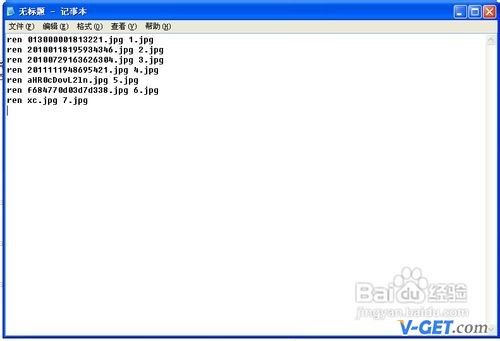 无标题 - 记事本
文件(F) 编辑(E) 格式(O) 查看(V) 帮助(H)
ren 013000001813221.jpg 1.jpg
ren 20100118195934346.jpg 2.jpg
ren 20100729163626304.jpg 3.jpg
ren 2011111948695421.jpg 4.jpg
ren aHR0cDovL2ln.jpg 5.jpg
ren f684770d03d7d338.jpg 6.jpg
ren xc.jpg 7.jpg
Baidu经验
jingyan.baidu.com
V-GET.com